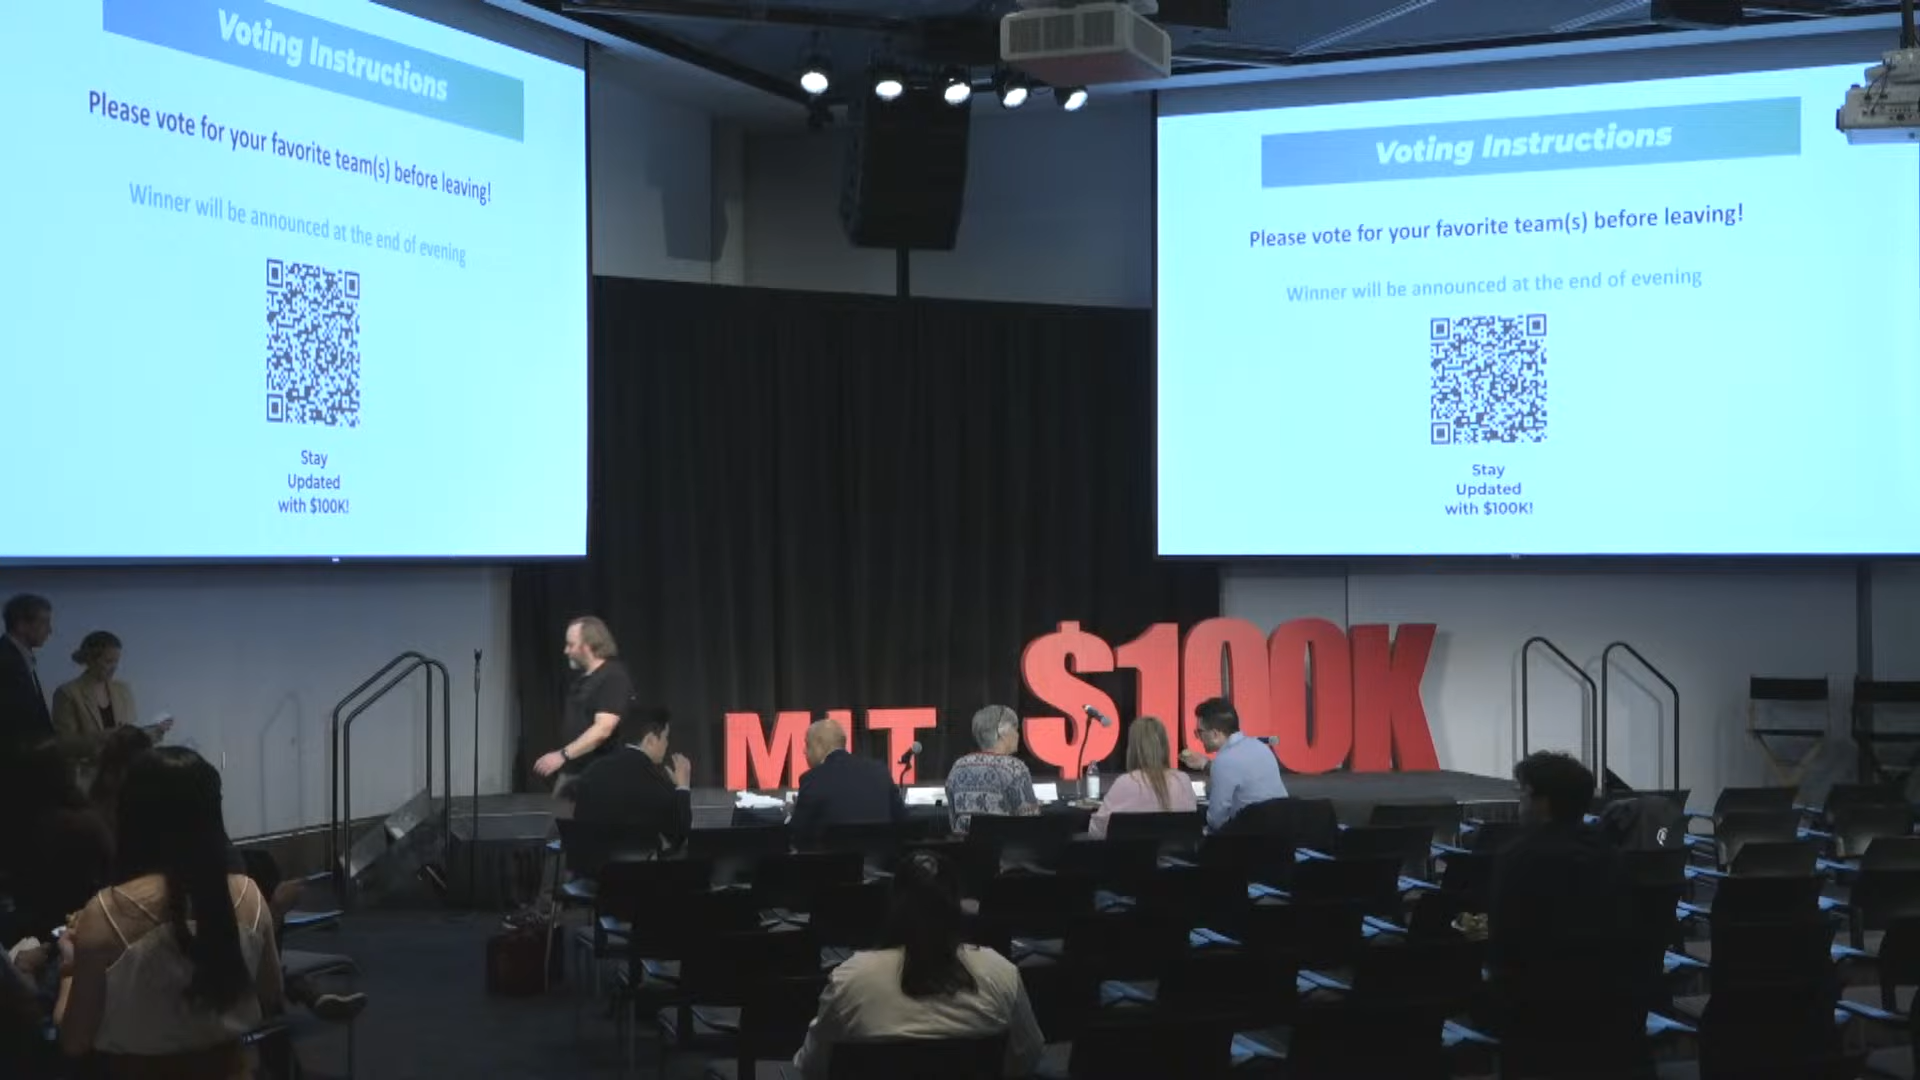 Voting Instructions
Please vote for your favorite team(s) before leaving!
Winner will be announced at the end of evening
Stay
Updated
with $100K!
Voting Instructions
Please vote for your favorite team(s) before leaving!
Winner will be announced at the end of evening
Stay
Updated
with $100K!
MIT $100K